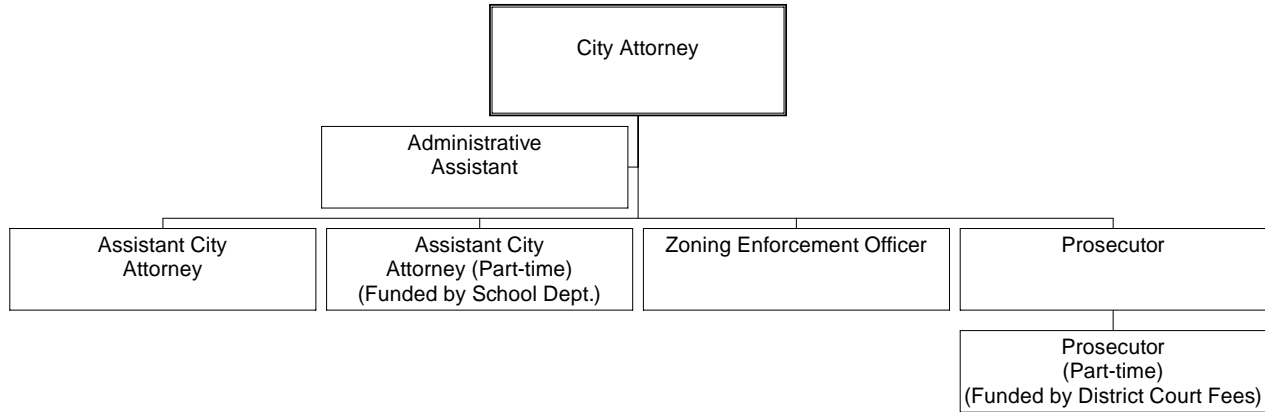 City Attorney
Administrative
Assistant
Assistant City
Attorney
Assistant City
Attorney (Part-time)
(Funded by School Dept.)
Zoning Enforcement Officer
Prosecutor
Prosecutor
(Part-time)
(Funded by District Court Fees)